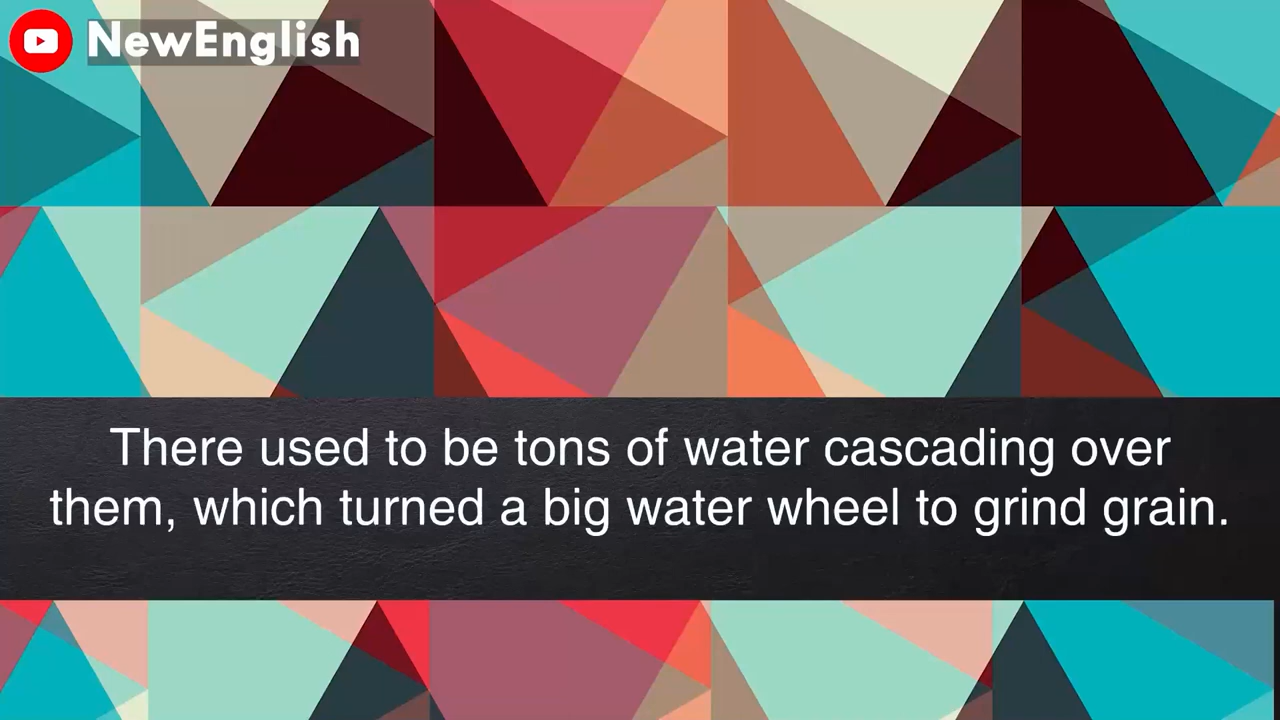 NewEnglish
There used to be tons of water cascading over
them, which turned a big water wheel to grind grain.